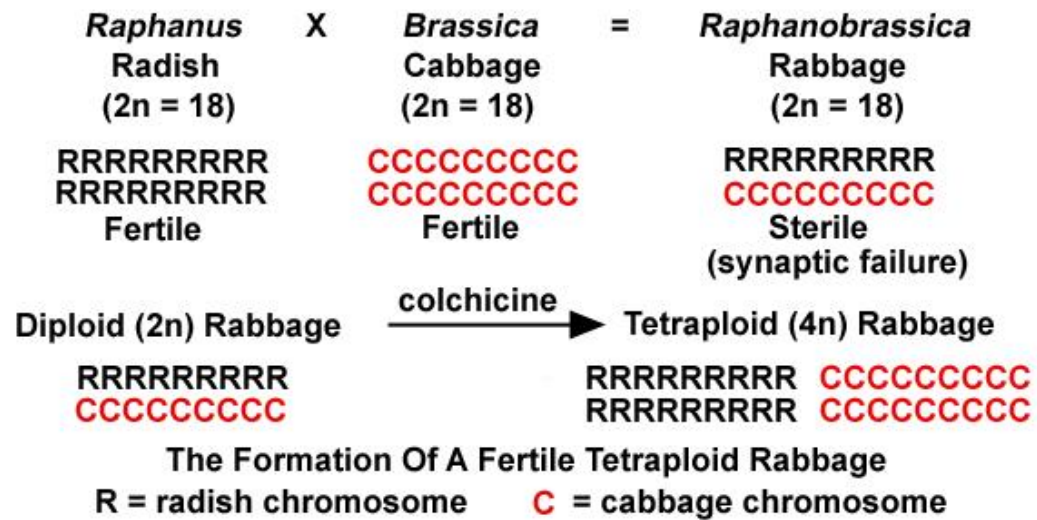 Raphanus X Brassica = Raphanobrassica
Radish Cabbage Rabbage
(2n = 18) (2n = 18) (2n = 18)
RRRRRRRRR CCCCCCCCC RRRRRRRRR
RRRRRRRRR CCCCCCCCC CCCCCCCCC
Fertile Fertile Sterile
(synaptic failure)
colchicine
Diploid (2n) Rabbage Tetraploid (4n) Rabbage
RRRRRRRRR RRRRRRRRR CCCCCCCCC
CCCCCCCCC RRRRRRRRR CCCCCCCCC
The Formation Of A Fertile Tetraploid Rabbage
R = radish chromosome C = cabbage chromosome